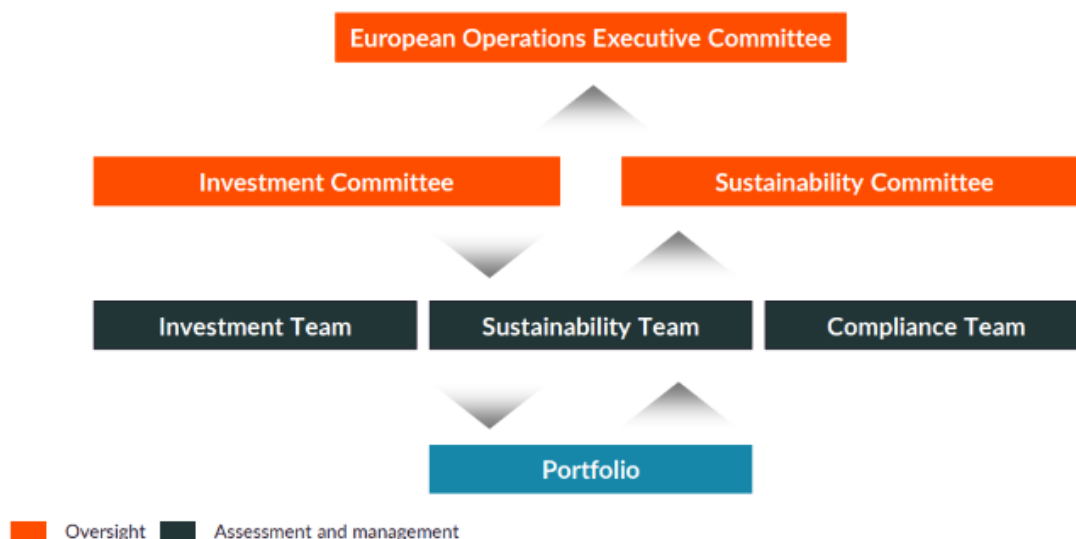 European Operations Executive Committee
Investment Committee
Sustainability Committee
Investment Team
Sustainability Team
Compliance Team
Portfolio
Oversight
Assessment and management